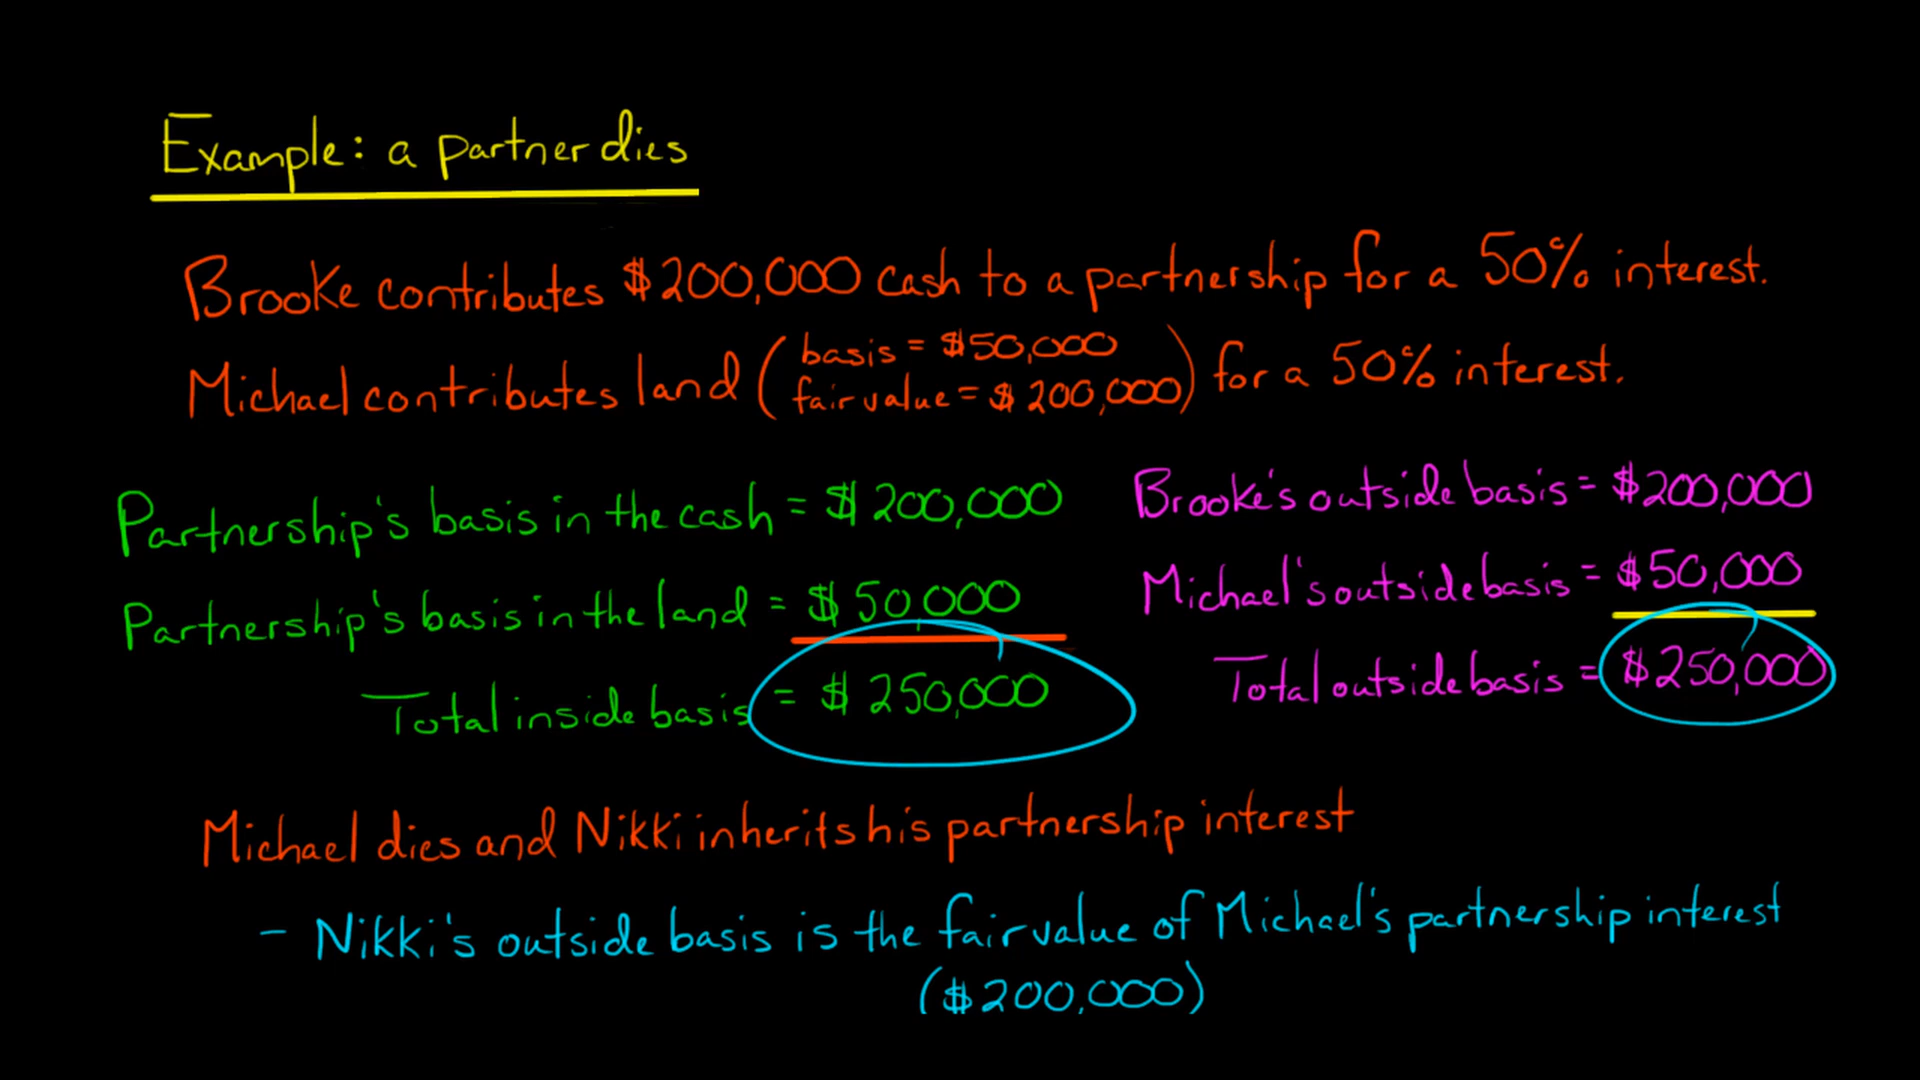 Example: a partner dies
Brooke contributes $200,000 cash to a partnership for a 50% interest.
Michael contributes land (basis = $50,000 fair value = $200,000) for a 50% interest.
Partnership's basis in the cash = $200,000
Partnership's basis in the land = $50,000
Total inside basis = $250,000
Brooke's outside basis = $200,000
Michael's outside basis = $50,000
Total outside basis = $250,000
Michael dies and Nikki inherits his partnership interest
- Nikki's outside basis is the fair value of Michael's partnership interest
($200,000)